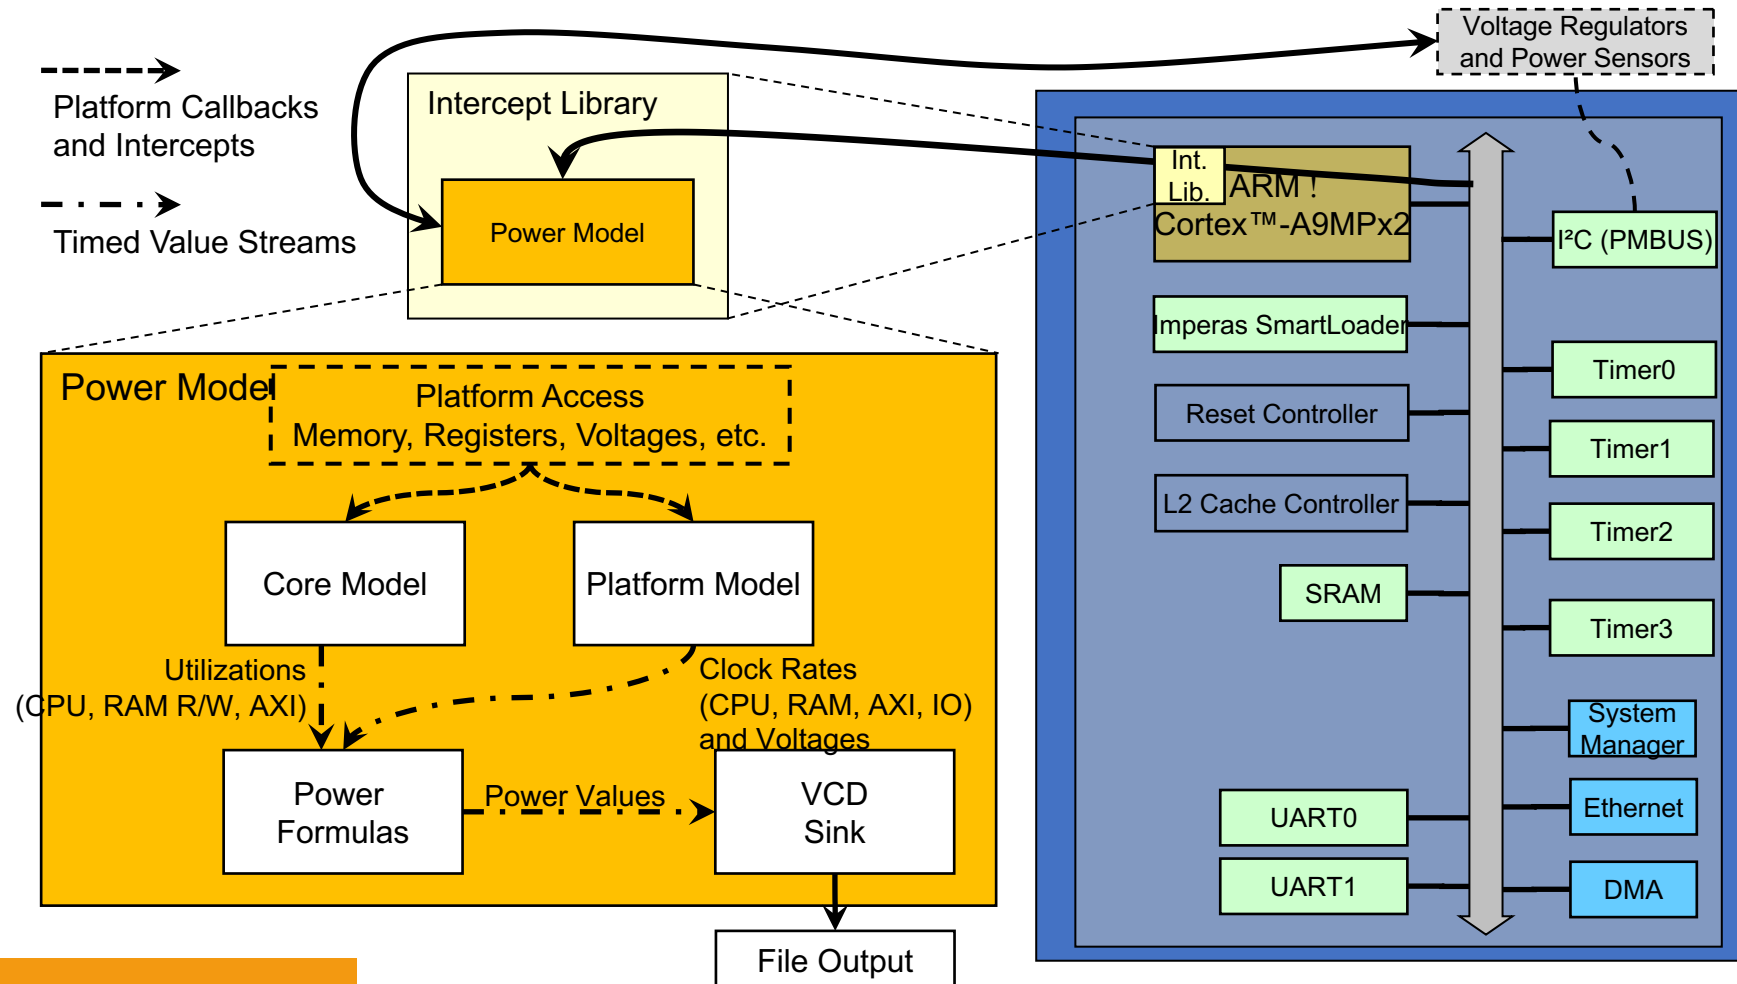 Voltage Regulators
and Power Sensors
Platform Callbacks
and Intercepts
Timed Value Streams
Intercept Library
Power Model
Int.
Lib.
ARM !
Cortex™-A9MPx2
I²C (PMBUS)
Imperas SmartLoader
Timer0
Reset Controller
Timer1
L2 Cache Controller
Timer2
SRAM
Timer3
System
Manager
UART0
Ethernet
UART1
DMA
Power Model
Platform Access
Memory, Registers, Voltages, etc.
Core Model
Platform Model
Utilizations
(CPU, RAM R/W, AXI)
Clock Rates
(CPU, RAM, AXI, IO)
and Voltages
Power
Formulas
Power Values
VCD
Sink
File Output